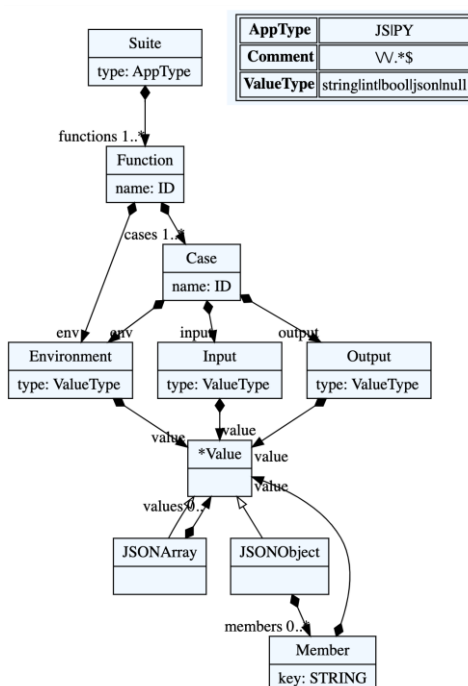 Suite
type: AppType
AppType JS|PY
Comment \/\/.*$
ValueType string|int|bool|json|null
functions 1..*
Function
name: ID
cases 1..*
Case
name: ID
env env input output
Environment
type: ValueType
Input
type: ValueType
Output
type: ValueType
value value value
*Value
value
values 0..*
JSONArray
JSONObject
members 0..*
Member
key: STRING